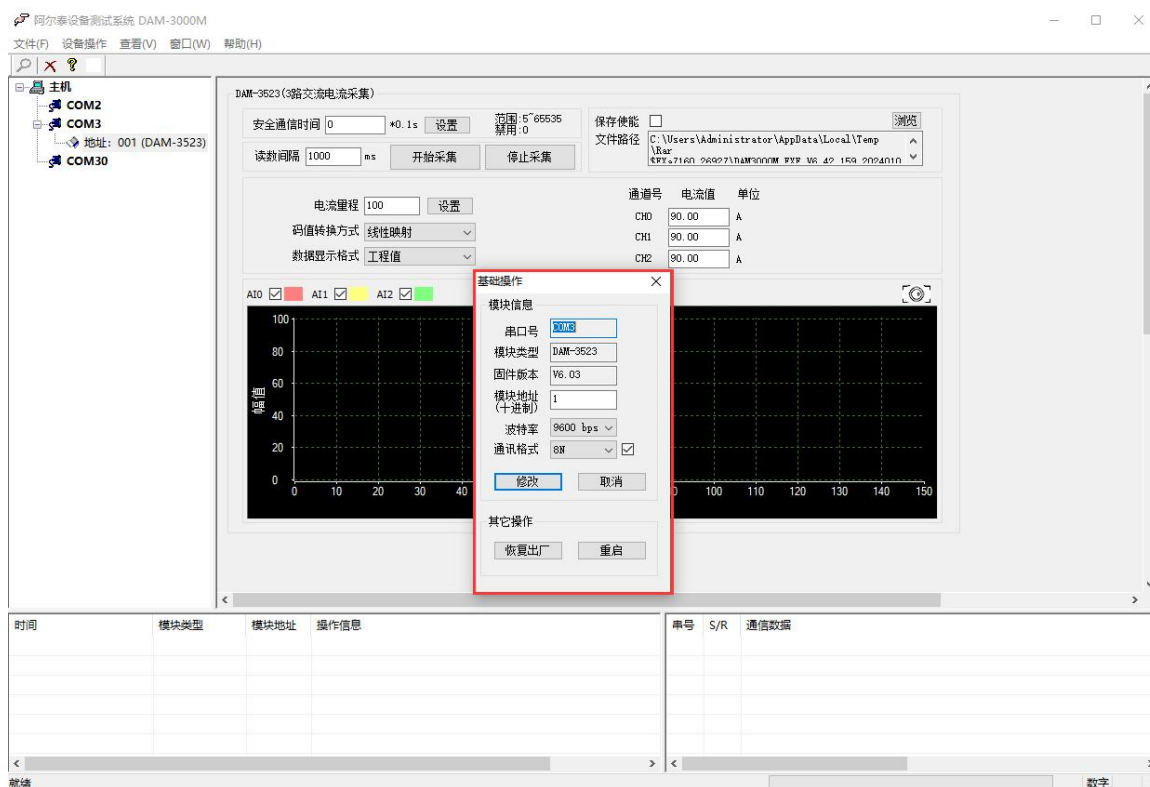 阿尔泰设备测试系统 DAM-3000M
文件(F) 设备操作 查看(V) 窗口(W) 帮助(H)
主机
COM2
COM3
地址: 001 (DAM-3523)
COM30
DAM-3523(3路交流电流采集)
安全通信时间 0 *0.1s 设置 范围:5~65535
禁用:0
读数间隔 1000 ms 开始采集 停止采集
保存使能 浏览
文件路径 C:\Users\Administrator\AppData\Local\Temp
\Rar
$EXa7160.26927\DAM3000M_EXE_V6.42_159_2024010
电流量程 100 设置
码值转换方式 线性映射
数据显示格式 工程值
通道号 电流值 单位
CH0 90.00 A
CH1 90.00 A
CH2 90.00 A
AI0 AI1 AI2
幅值
100
80
60
40
20
0
0 10 20 30 40 100 110 120 130 140 150
基础操作
模块信息
串口号 COM3
模块类型 DAM-3523
固件版本 V6.03
模块地址 1
(十进制)
波特率 9600 bps
通讯格式 8N
修改 取消
其它操作
恢复出厂 重启
时间 模块类型 模块地址 操作信息
串号 S/R 通信数据
就绪 数字